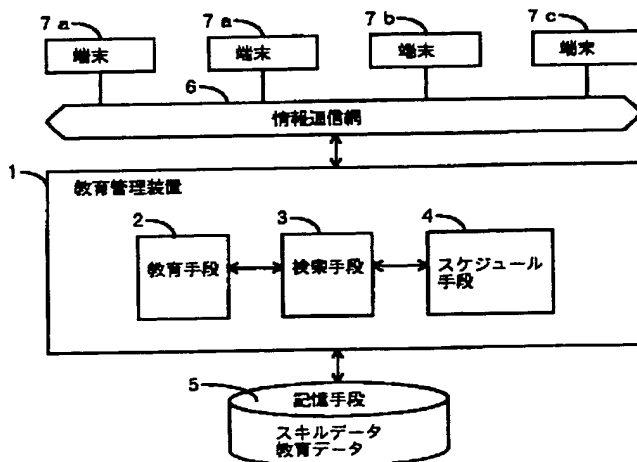 7a 7a 7b 7c
端末 端末 端末 端末
6
情報通信網
1
教育管理装置
2 3 4
教育手段 検索手段 スケジュール
手段
5
記憶手段
スキルデータ
教育データ